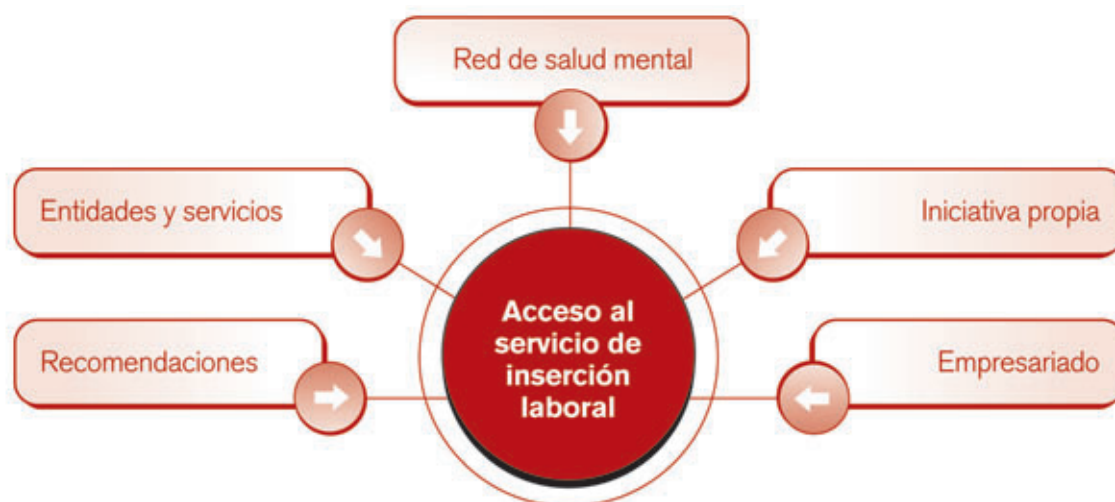 Red de salud mental
Entidades y servicios
Iniciativa propia
Acceso al
servicio de
inserción
laboral
Recomendaciones
Empresariado